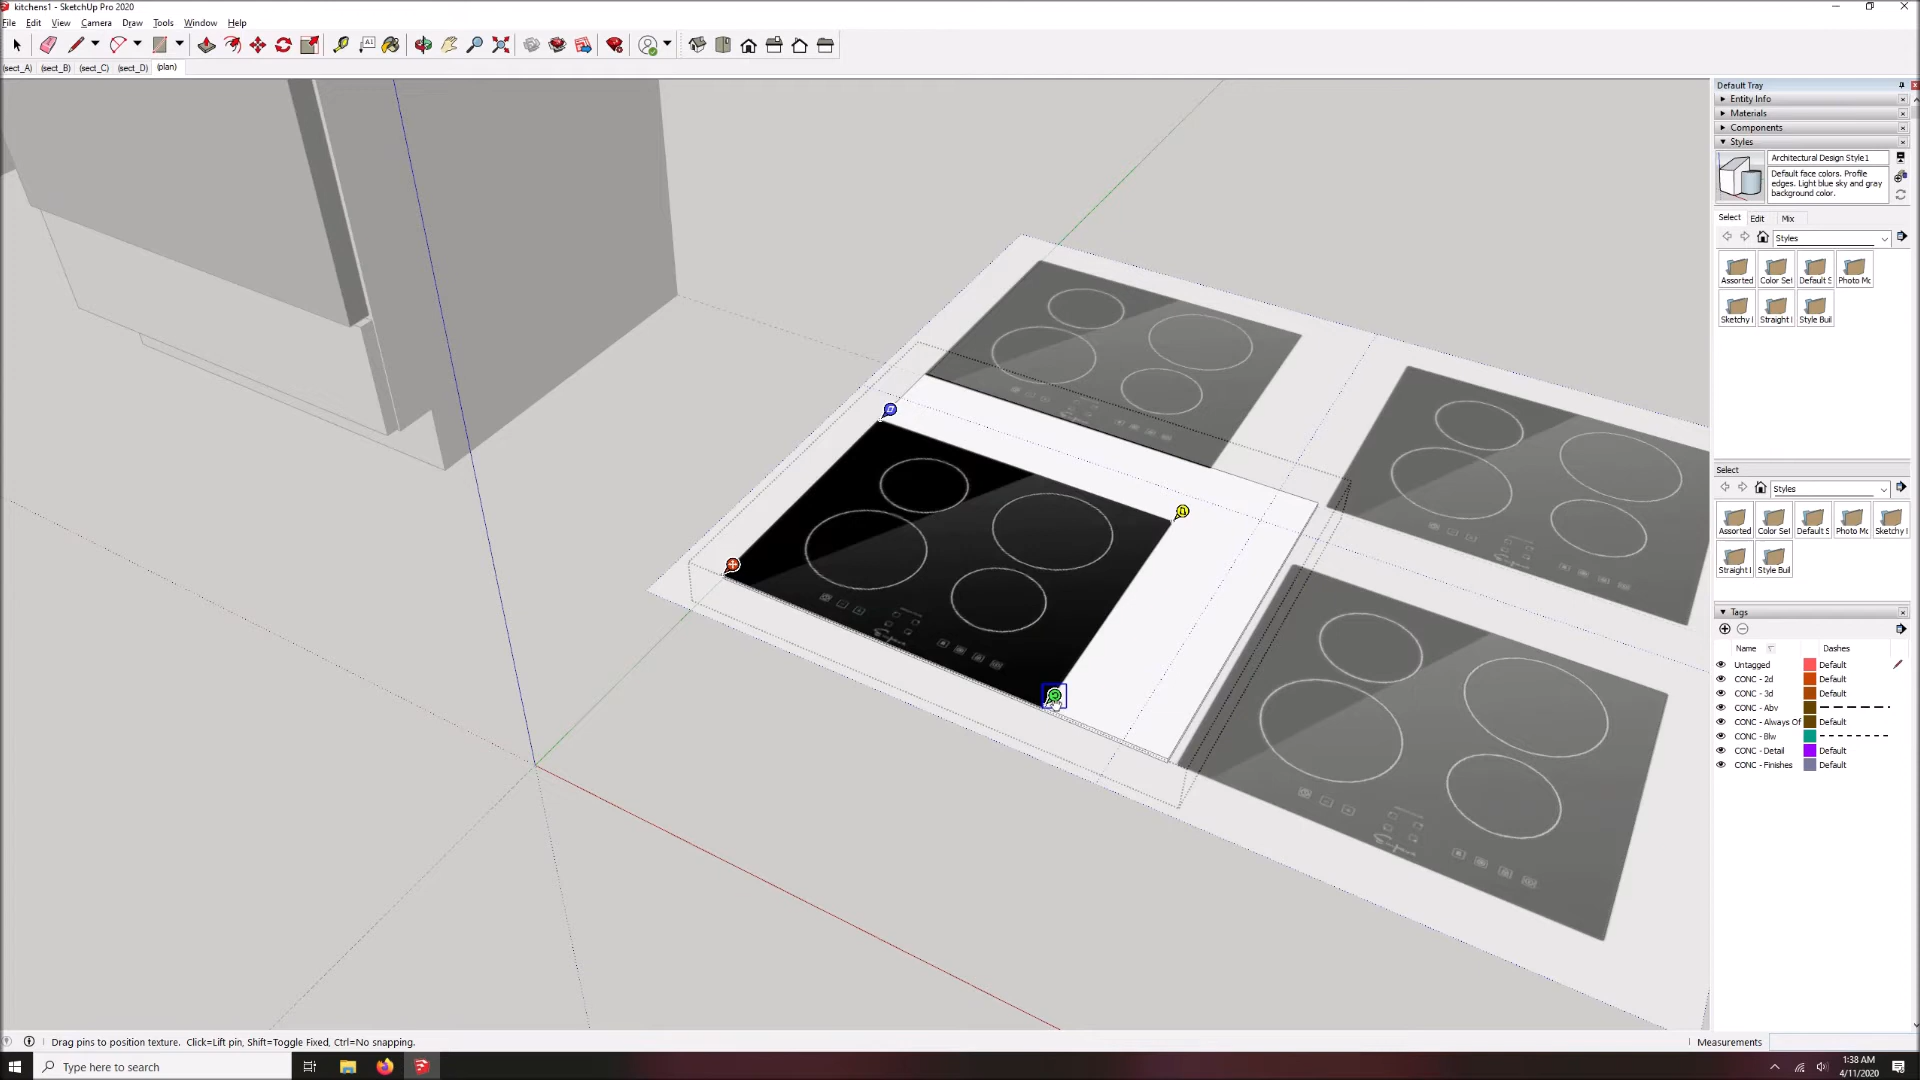 kitchens1 - SketchUp Pro 2020
File Edit View Camera Draw Tools Window Help
(sect_A) (sect_B) (sect_C) (sect_D) (plan)
Default Tray
Entity Info
Materials
Components
Styles
Architectural Design Style1
Default face colors. Profile
edges. Light blue sky and gray
background color.
Select Edit Mix
Styles
Assorted Color Set Default S Photo Mo
Sketchy I Straight I Style Buil
Select
Styles
Assorted Color Set Default S Photo Mo Sketchy I
Straight I Style Buil
Tags
Name Dashes
Untagged Default
CONC - 2d Default
CONC - 3d Default
CONC - Abv
CONC - Always Of Default
CONC - Blw
CONC - Detail Default
CONC - Finishes Default
Drag pins to position texture. Click=Lift pin, Shift=Toggle Fixed, Ctrl=No snapping.
Measurements
Type here to search
1:38 AM
4/11/2020